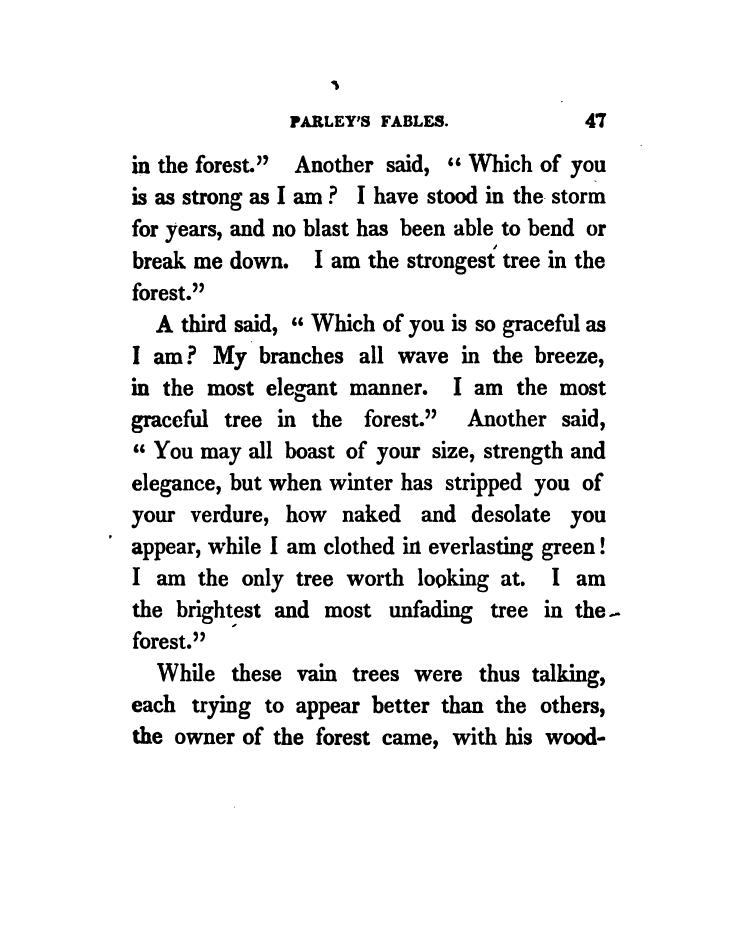 PARLEY'S FABLES. 47
in the forest.” Another said, “ Which of you
is as strong as I am ? I have stood in the storm
for years, and no blast has been able to bend or
break me down. I am the strongest tree in the
forest.”
A third said, “ Which of you is so graceful as
I am? My branches all wave in the breeze,
in the most elegant manner. I am the most
graceful tree in the forest.” Another said,
“ You may all boast of your size, strength and
elegance, but when winter has stripped you of
your verdure, how naked and desolate you
appear, while I am clothed in everlasting green!
I am the only tree worth looking at. I am
the brightest and most unfading tree in the
forest.”
While these vain trees were thus talking,
each trying to appear better than the others,
the owner of the forest came, with his wood-